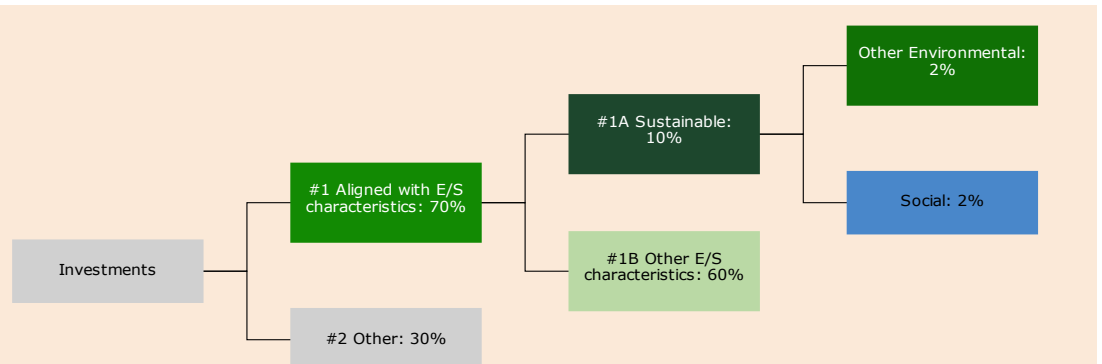 Other Environmental:
2%
#1A Sustainable:
10%
#1 Aligned with E/S
characteristics: 70%
Social: 2%
Investments
#1B Other E/S
characteristics: 60%
#2 Other: 30%